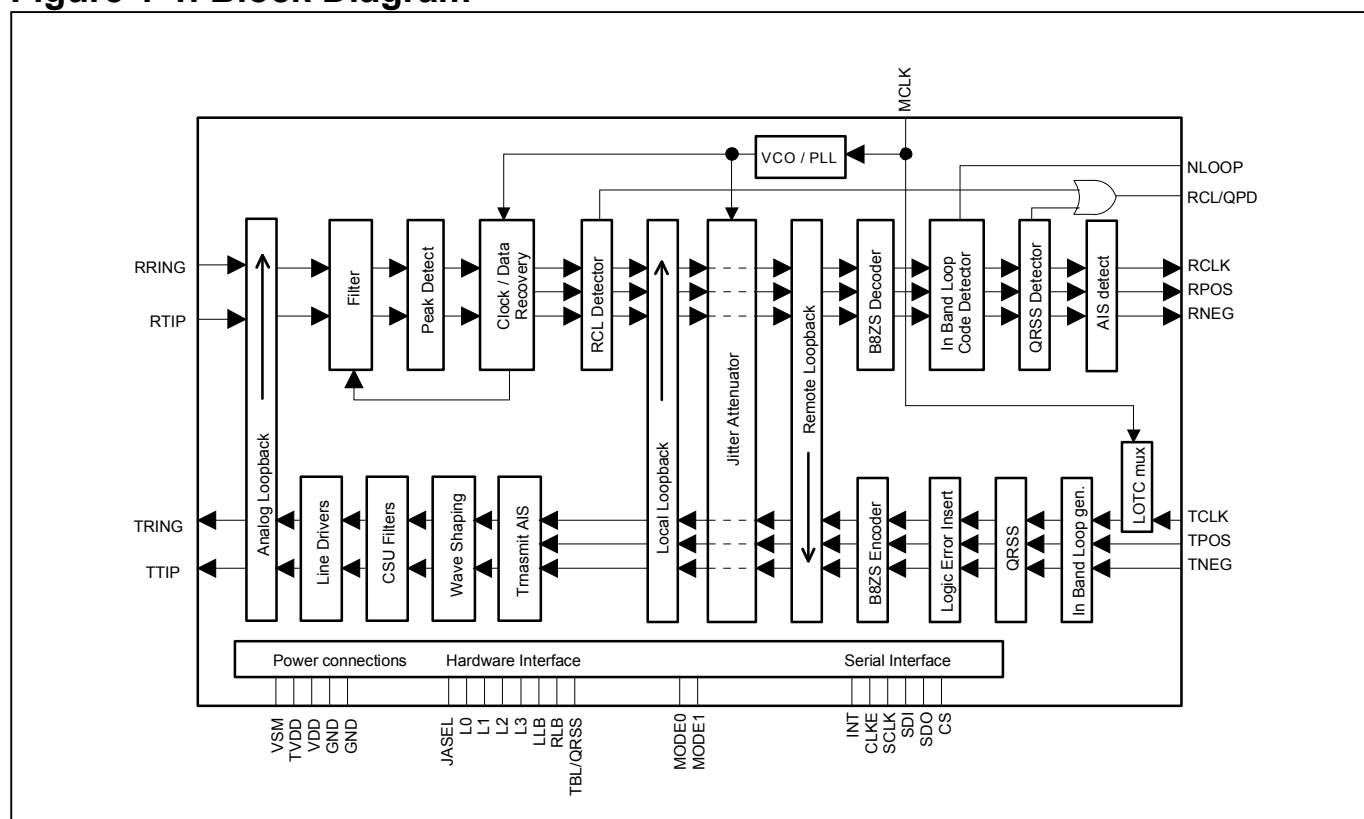 Figure 1-1. Block Diagram
MCLK
VCO / PLL
NLOOP
RCL/QPD
RRING
RTIP
Filter
Peak Detect
Clock / Data
Recovery
RCL Detector
B8ZS Decoder
In Band Loop
Code Detector
QRSS Detector
AIS detect
RCLK
RPOS
RNEG
Analog Loopback
Local Loopback
Jitter Attenuator
Remote Loopback
TRING
TTIP
Line Drivers
CSU Filters
Wave Shaping
Trnasmit AIS
B8ZS Encoder
Logic Error Insert
QRSS
In Band Loop gen.
LOTC mux
TCLK
TPOS
TNEG
Power connections
Hardware Interface
Serial Interface
VSM
TVDD
VDD
GND
GND
JASEL
L0
L1
L2
L3
LLB
RLB
TBL/QRSS
MODE0
MODE1
INT
CLKE
SCLK
SDI
SDO
CS